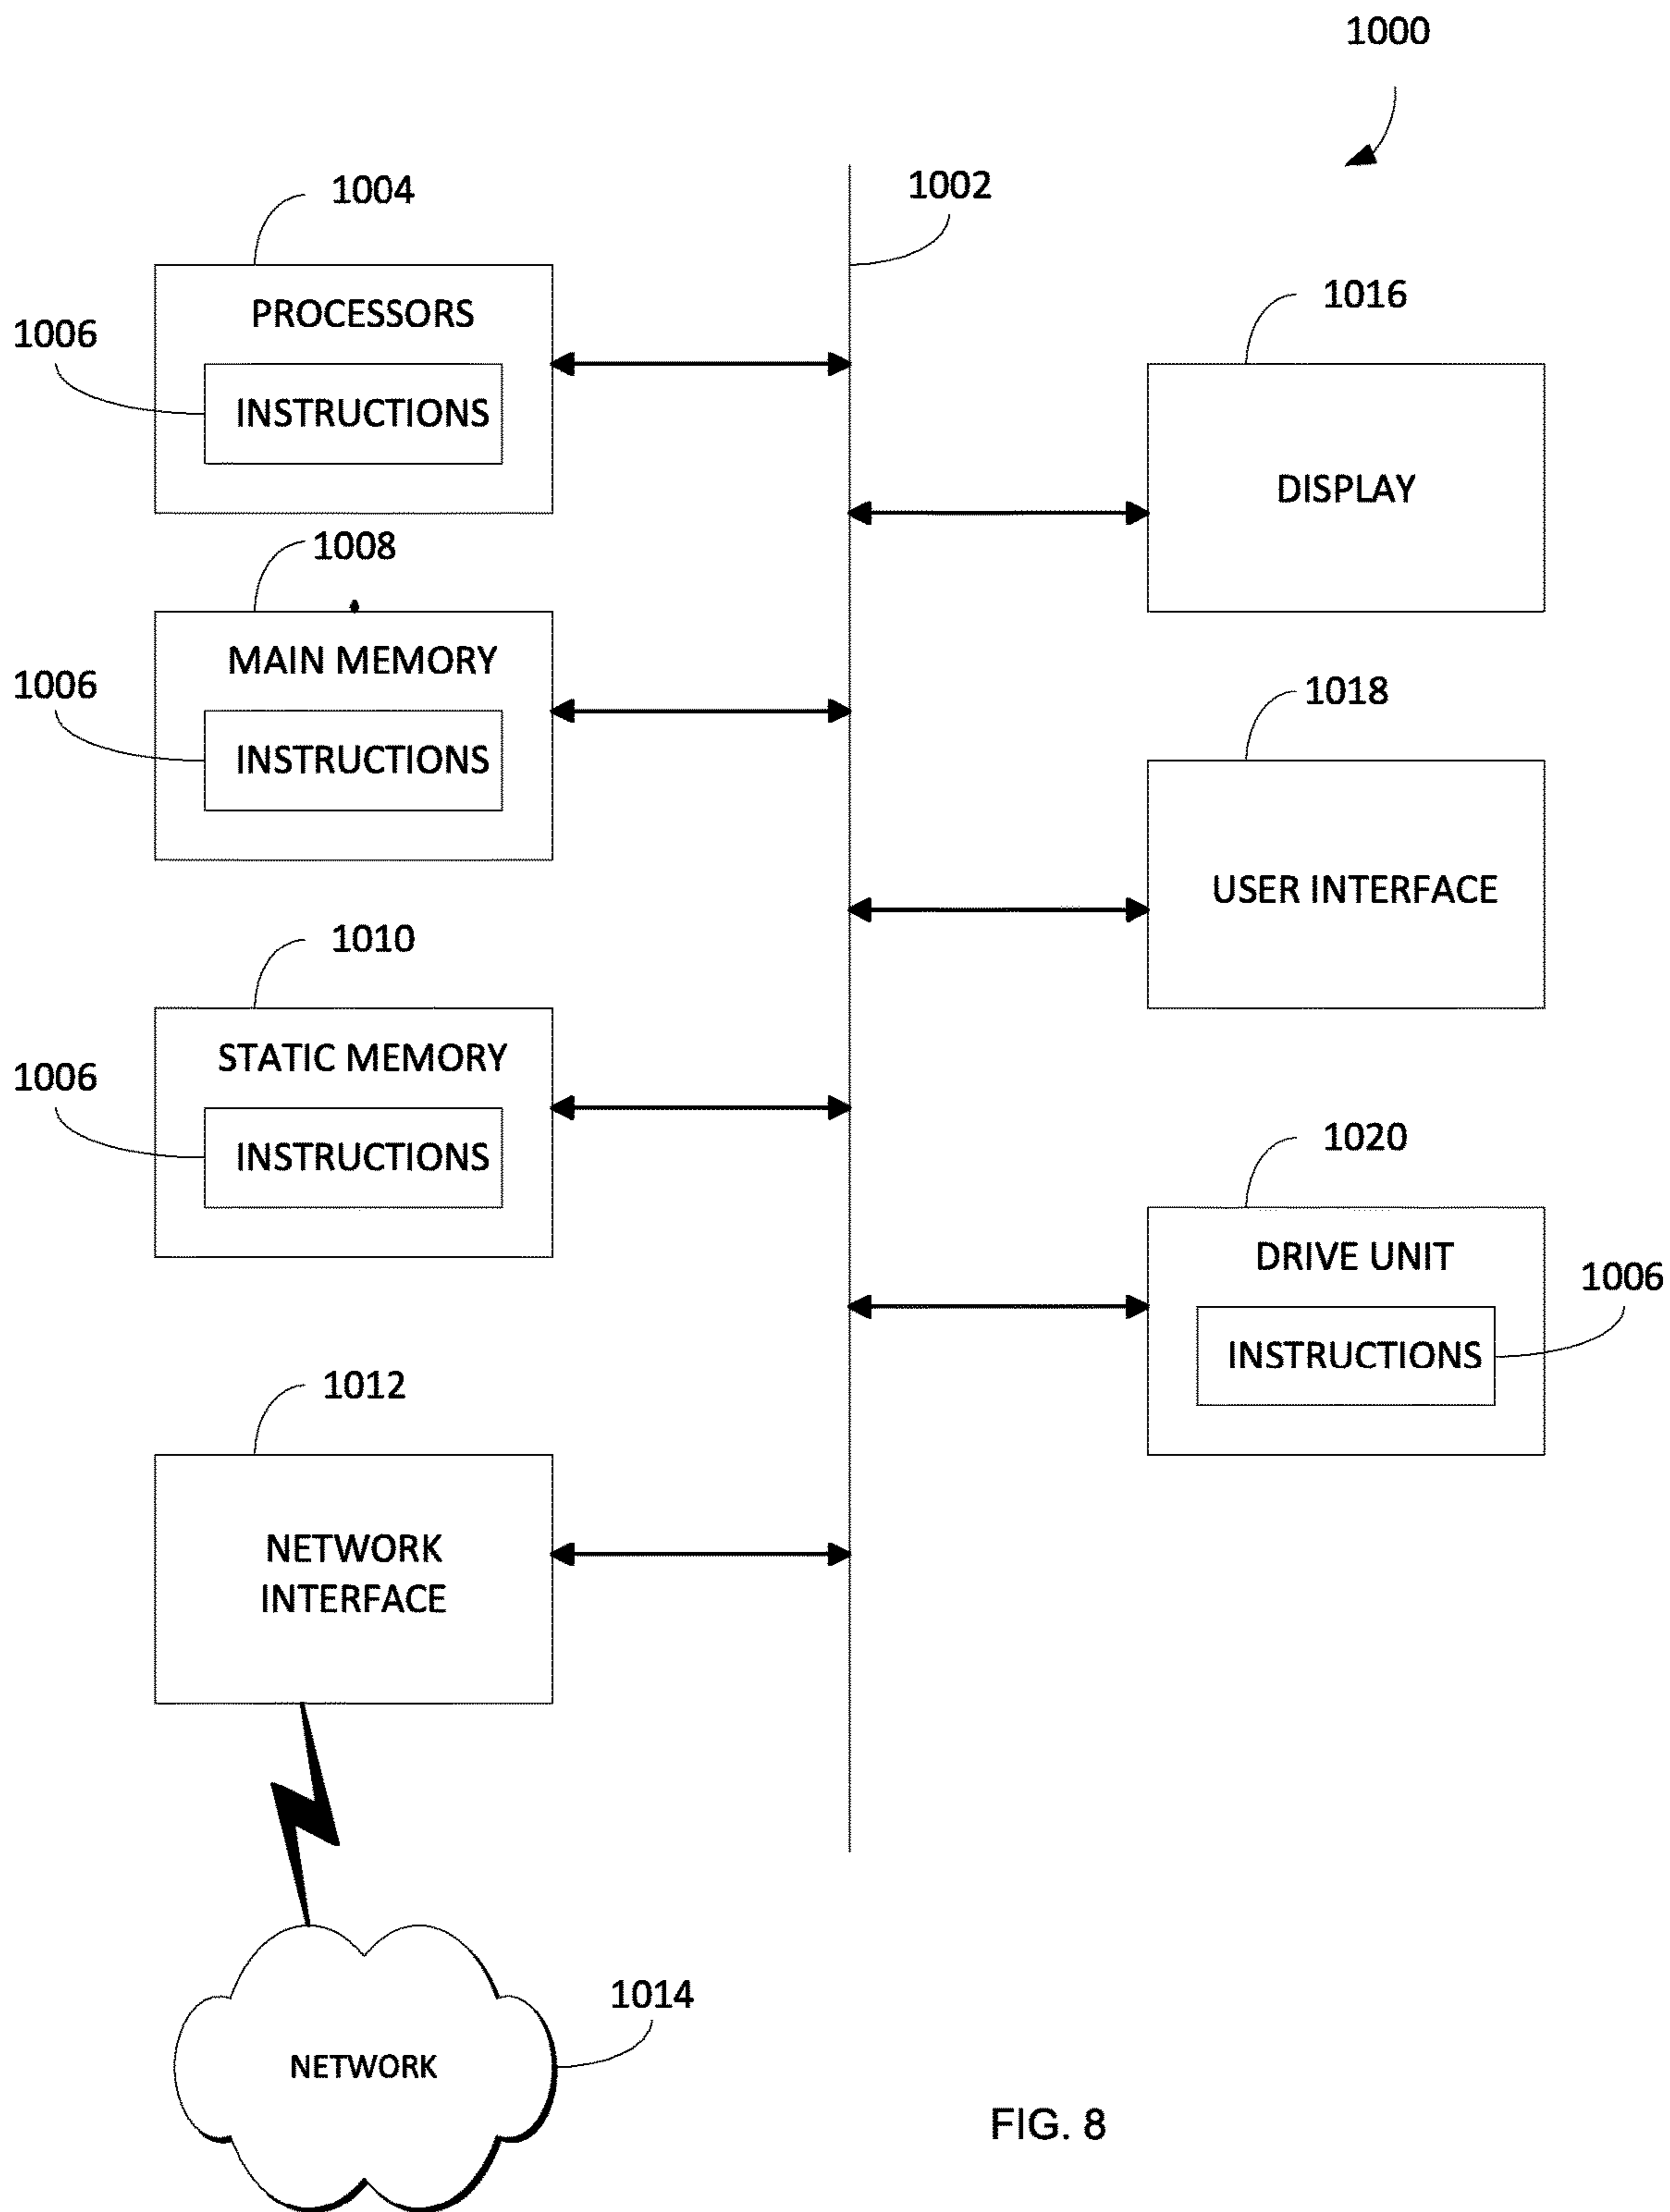 1000
1004
1002
PROCESSORS
1016
1006
INSTRUCTIONS
DISPLAY
1008
MAIN MEMORY
1006
1018
INSTRUCTIONS
USER INTERFACE
1010
STATIC MEMORY
1006
1020
INSTRUCTIONS
DRIVE UNIT
1006
INSTRUCTIONS
1012
NETWORK
INTERFACE
1014
NETWORK
FIG. 8